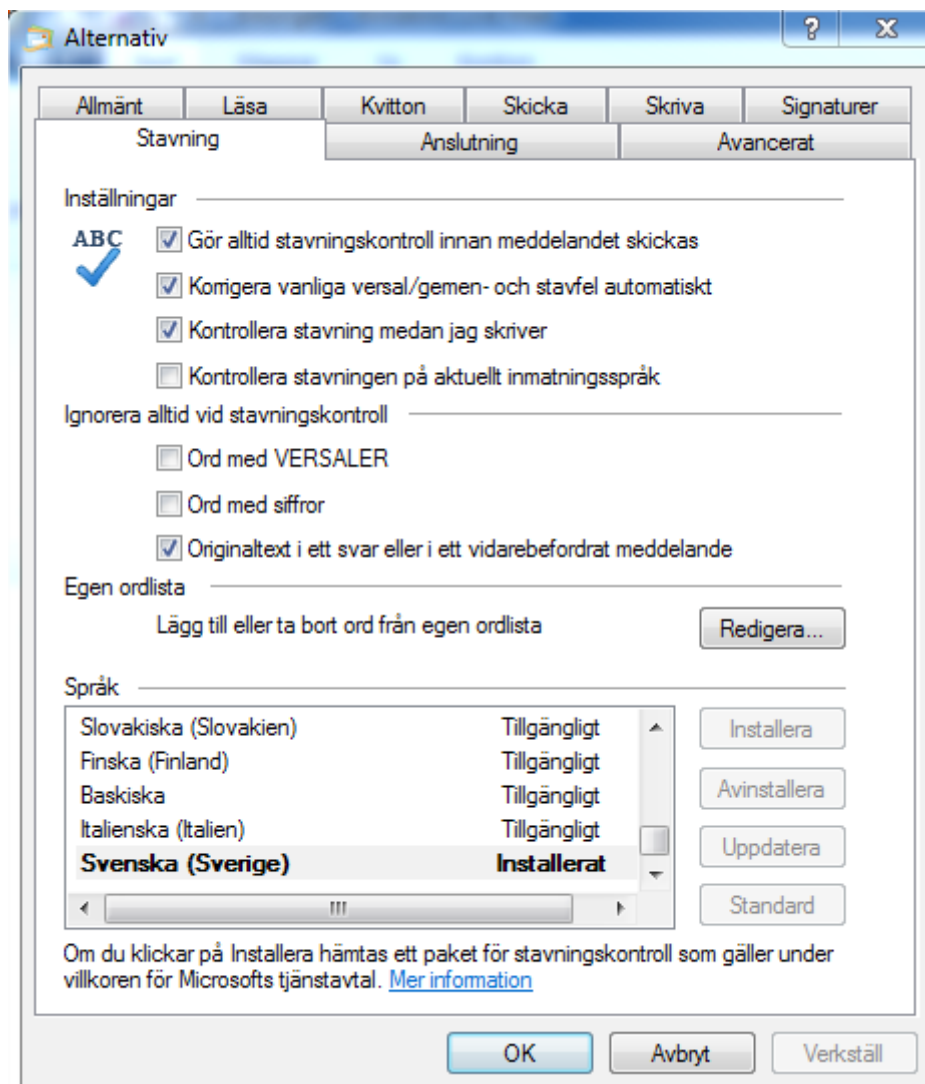 Alternativ
Allmänt Läsa Kvitton Skicka Skriva Signaturer
Stavning Anslutning Avancerat
Inställningar
ABC
Gör alltid stavningskontroll innan meddelandet skickas
Korrigera vanliga versal/gemen- och stavfel automatiskt
Kontrollera stavning medan jag skriver
Kontrollera stavningen på aktuellt inmatningsspråk
Ignorera alltid vid stavningskontroll
Ord med VERSALER
Ord med siffror
Originaltext i ett svar eller i ett vidarebefordrat meddelande
Egen ordlista
Lägg till eller ta bort ord från egen ordlista Redigera...
Språk
Slovakiska (Slovakien) Tillgängligt Installera
Finska (Finland) Tillgängligt
Baskiska Tillgängligt Avinstallera
Italienska (Italien) Tillgängligt
Svenska (Sverige) Installerat Uppdatera
Standard
Om du klickar på Installera hämtas ett paket för stavningskontroll som gäller under
villkoren för Microsofts tjänstavtal. Mer information
OK Avbryt Verkställ